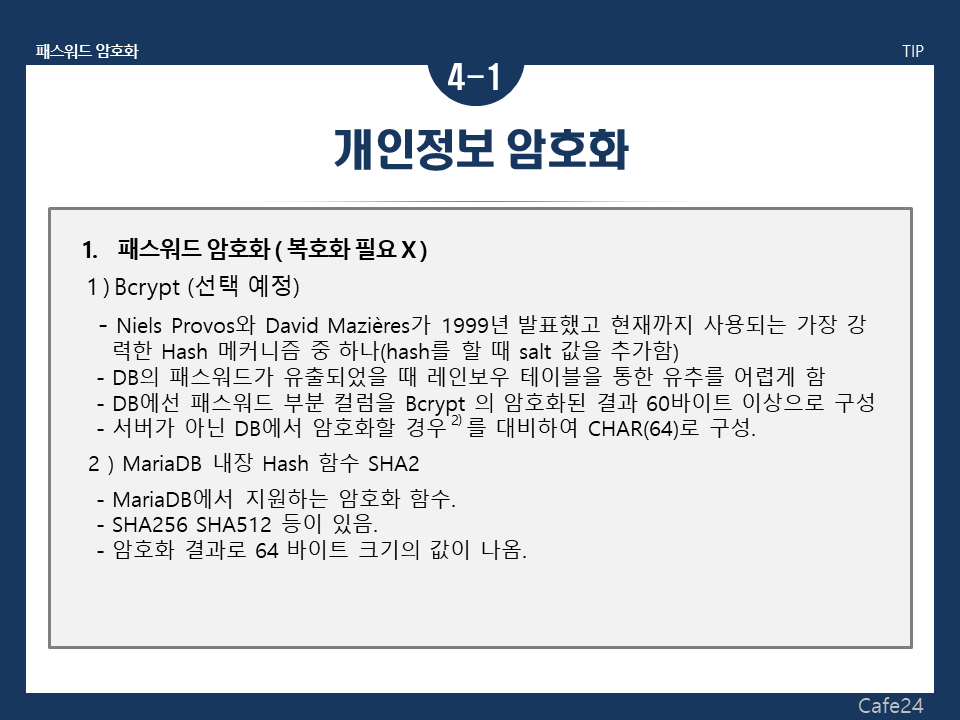 패스워드 암호화
TIP
4-1
개인정보 암호화
1. 패스워드 암호화 ( 복호화 필요 X )
1 ) Bcrypt (선택 예정)
- Niels Provos와 David Mazières가 1999년 발표했고 현재까지 사용되는 가장 강
력한 Hash 메커니즘 중 하나(hash를 할 때 salt 값을 추가함)
- DB의 패스워드가 유출되었을 때 레인보우 테이블을 통한 유추를 어렵게 함
- DB에선 패스워드 부분 컬럼을 Bcrypt 의 암호화된 결과 60바이트 이상으로 구성
- 서버가 아닌 DB에서 암호화할 경우 2) 를 대비하여 CHAR(64)로 구성.
2 ) MariaDB 내장 Hash 함수 SHA2
- MariaDB에서 지원하는 암호화 함수.
- SHA256 SHA512 등이 있음.
- 암호화 결과로 64 바이트 크기의 값이 나옴.
Cafe24